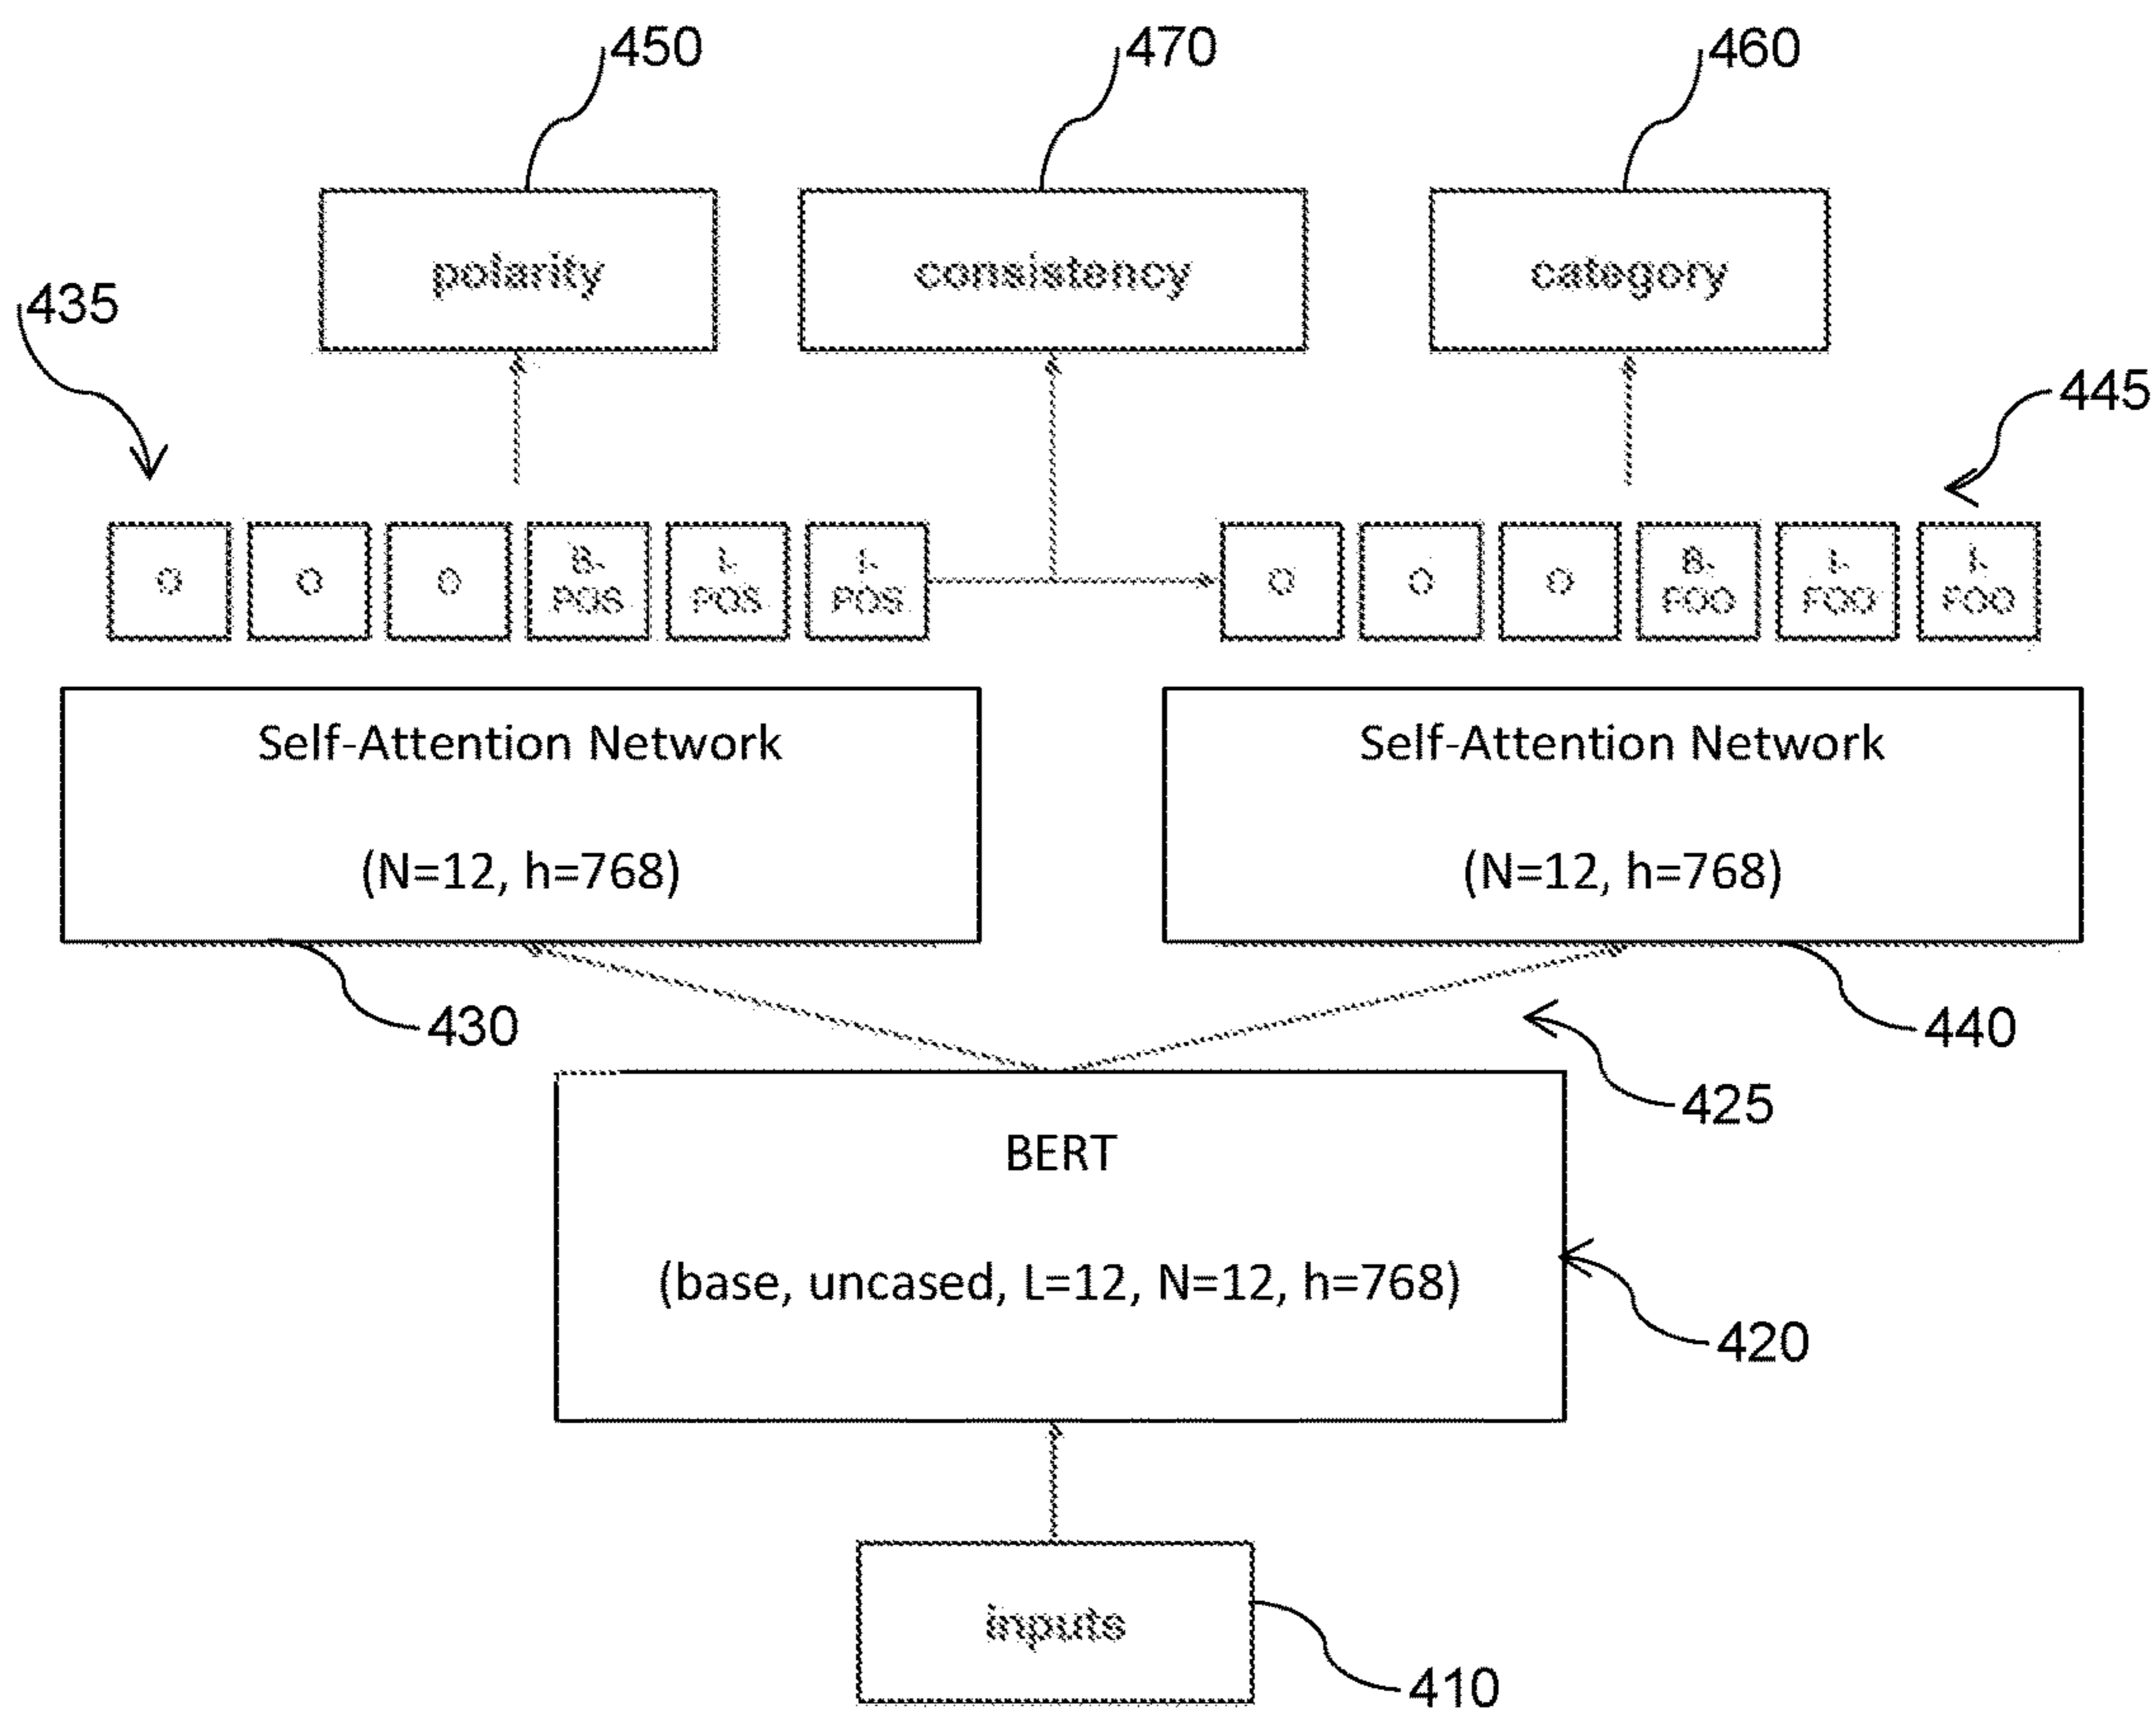 450
470
460
polarity
consistency
category
435
445
O O O B-POS I-POS I-POS
O O O B-FOO I-FOO I-FOO
Self-Attention Network
(N=12, h=768)
Self-Attention Network
(N=12, h=768)
430
440
425
BERT
(base, uncased, L=12, N=12, h=768)
420
inputs
410